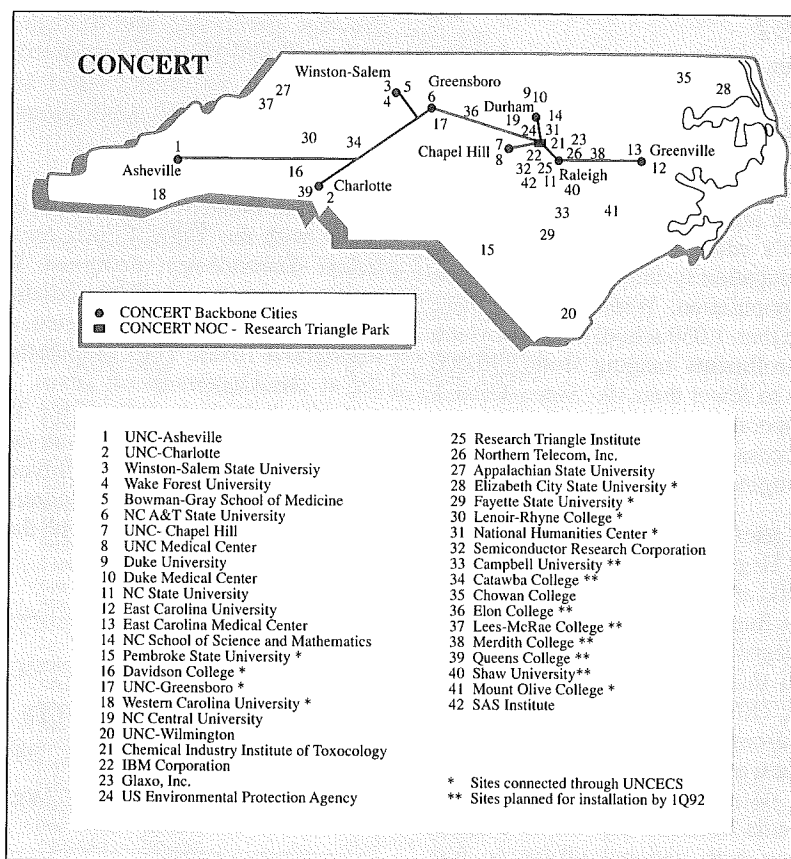 CONCERT
Winston-Salem
3 5
4
Greensboro
6
17
36
27
37
30
34
1
Asheville
16
18
39
Charlotte
2
9 10
Durham
14
19
24 31
7
Chapel Hill
8
21 23
22
26 38
32 25
Raleigh
42 11
40
13
Greenville
12
35
28
33
41
29
15
20
CONCERT Backbone Cities
CONCERT NOC - Research Triangle Park
1 UNC-Asheville
2 UNC-Charlotte
3 Winston-Salem State Universiy
4 Wake Forest University
5 Bowman-Gray School of Medicine
6 NC A&T State University
7 UNC- Chapel Hill
8 UNC Medical Center
9 Duke University
10 Duke Medical Center
11 NC State University
12 East Carolina University
13 East Carolina Medical Center
14 NC School of Science and Mathematics
15 Pembroke State University *
16 Davidson College *
17 UNC-Greensboro *
18 Western Carolina University *
19 NC Central University
20 UNC-Wilmington
21 Chemical Industry Institute of Toxocology
22 IBM Corporation
23 Glaxo, Inc.
24 US Environmental Protection Agency
25 Research Triangle Institute
26 Northern Telecom, Inc.
27 Appalachian State University
28 Elizabeth City State University *
29 Fayette State University *
30 Lenoir-Rhyne College *
31 National Humanities Center *
32 Semiconductor Research Corporation
33 Campbell University **
34 Catawba College **
35 Chowan College
36 Elon College **
37 Lees-McRae College **
38 Merdith College **
39 Queens College **
40 Shaw University**
41 Mount Olive College *
42 SAS Institute
* Sites connected through UNCECS
** Sites planned for installation by 1Q92